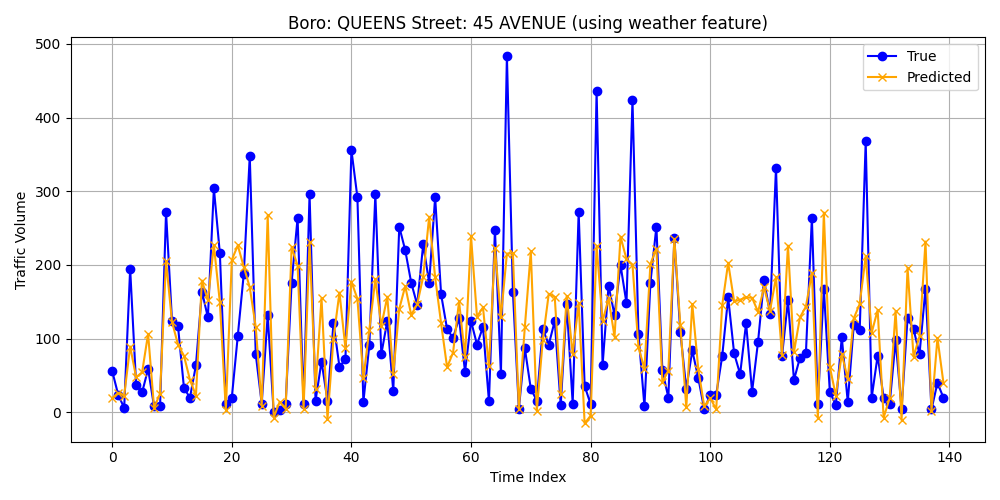 Boro: QUEENS Street: 45 AVENUE (using weather feature)
True
Predicted
Traffic Volume
500
400
300
200
100
0
0 20 40 60 80 100 120 140
Time Index